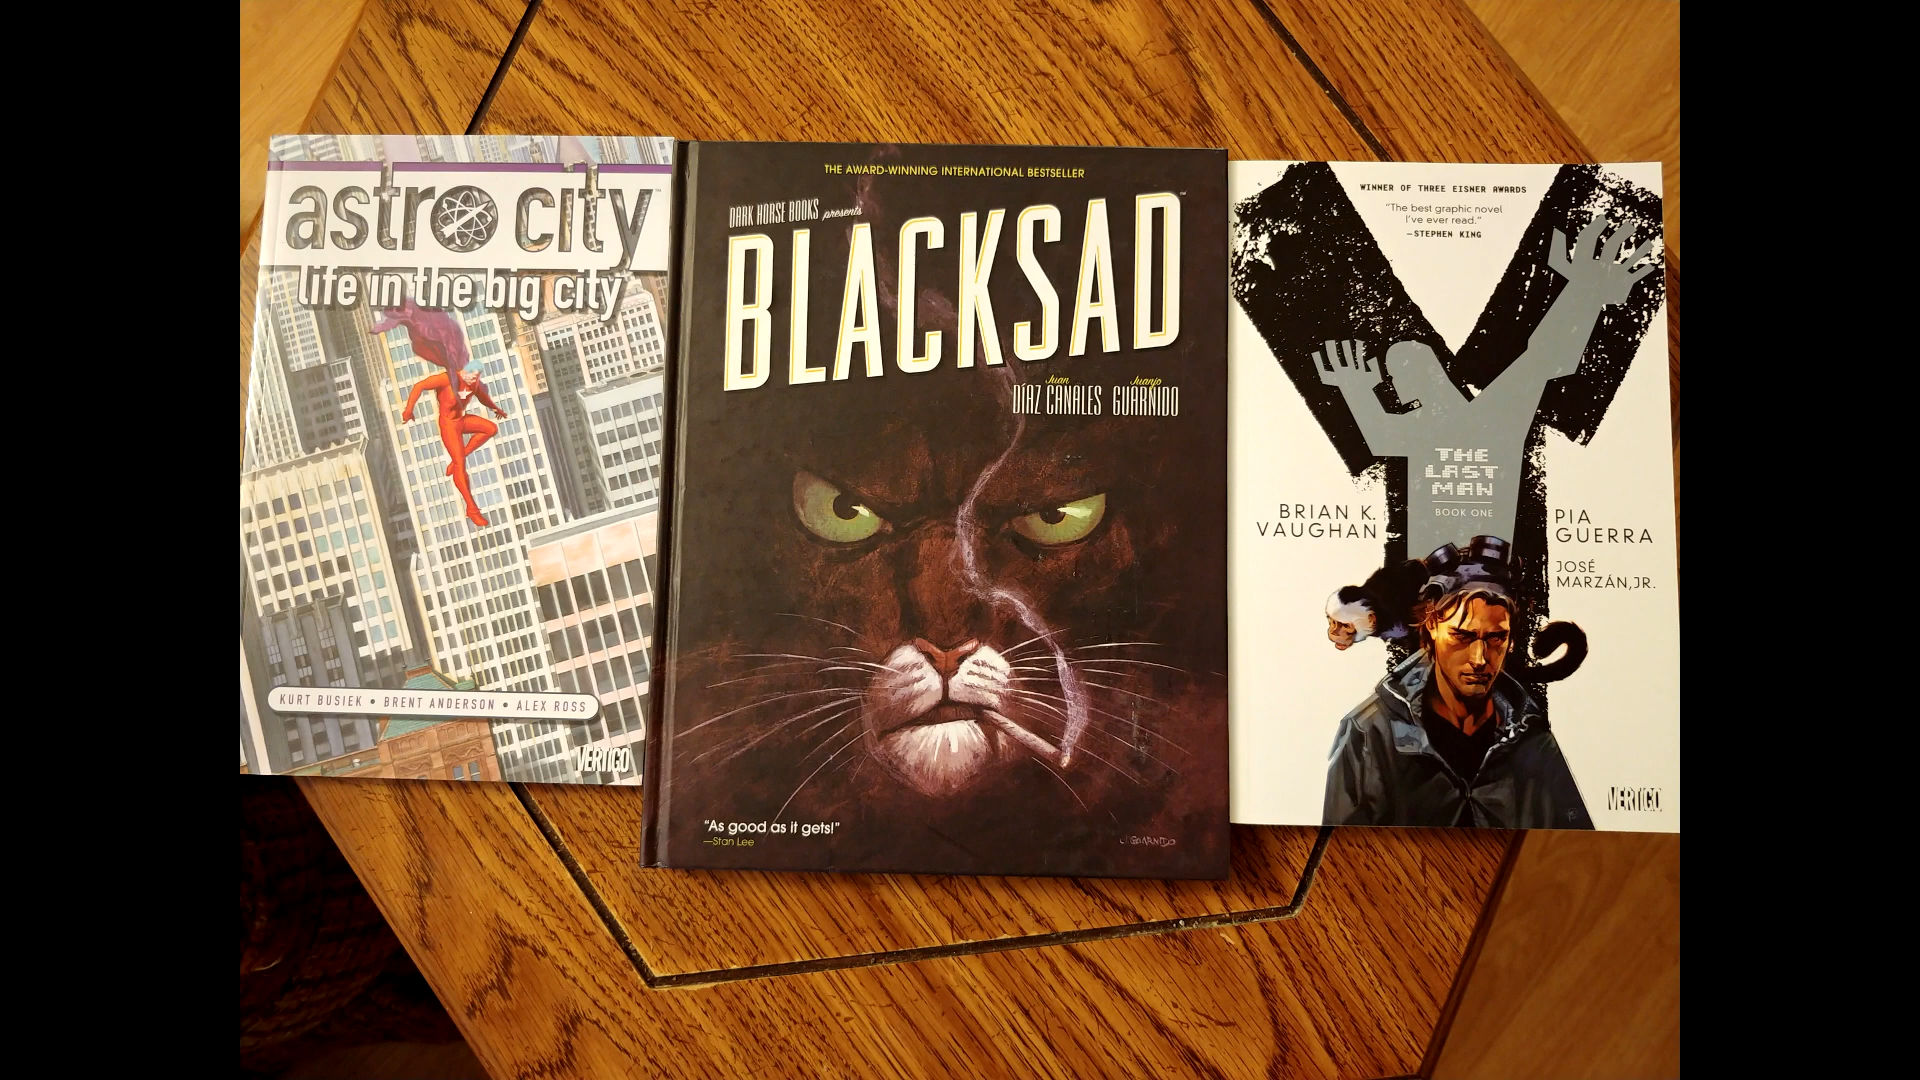 astro city™
life in the big city
KURT BUSIEK • BRENT ANDERSON • ALEX ROSS
VERTIGO
THE AWARD-WINNING INTERNATIONAL BESTSELLER
DARK HORSE BOOKS presents
BLACKSAD™
Juan DÍAZ CANALES Juanjo GUARNIDO
"As good as it gets!"
—Stan Lee
J. GUARNIDO
WINNER OF THREE EISNER AWARDS
"The best graphic novel
I've ever read."
—STEPHEN KING
Y
THE
LAST
MAN
BOOK ONE
BRIAN K.
VAUGHAN
PIA
GUERRA
JOSÉ
MARZÁN, JR.
VERTIGO